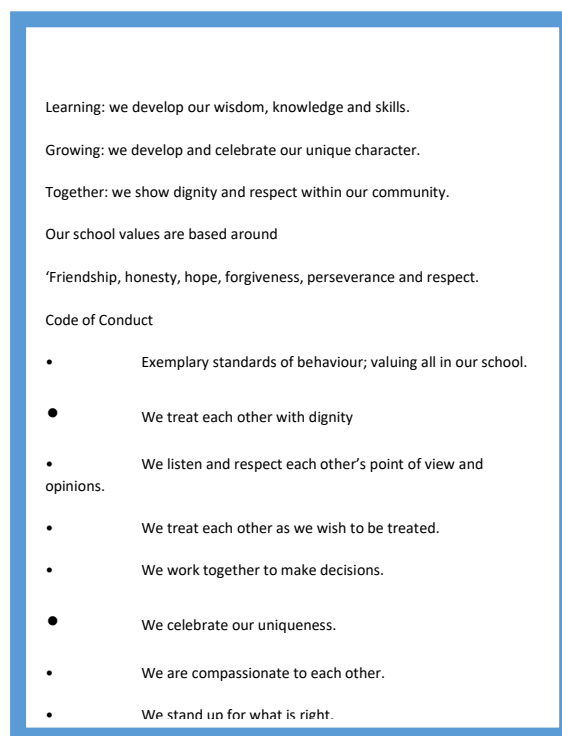 Learning: we develop our wisdom, knowledge and skills.
Growing: we develop and celebrate our unique character.
Together: we show dignity and respect within our community.
Our school values are based around
‘Friendship, honesty, hope, forgiveness, perseverance and respect.
Code of Conduct
• Exemplary standards of behaviour; valuing all in our school.
• We treat each other with dignity
• We listen and respect each other’s point of view and
opinions.
• We treat each other as we wish to be treated.
• We work together to make decisions.
• We celebrate our uniqueness.
• We are compassionate to each other.
• We stand up for what is right.